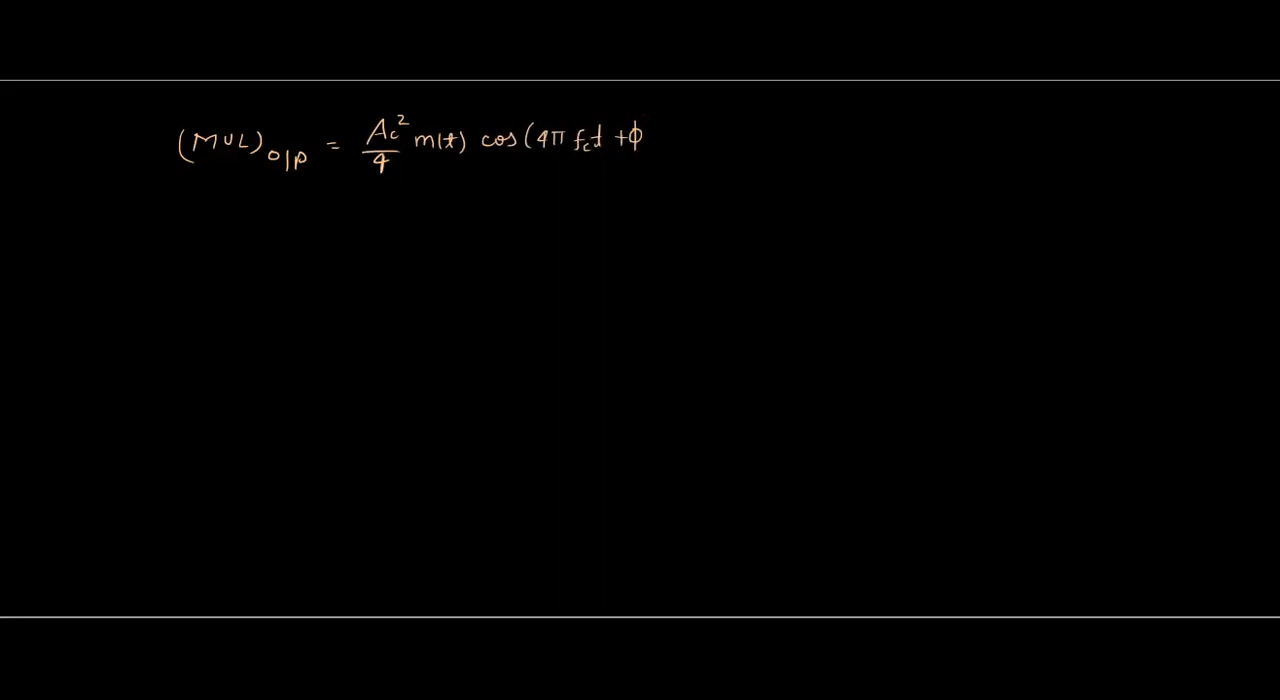 (MUL)o/p = Ac²/4 m(t) cos(4π fct +ϕ